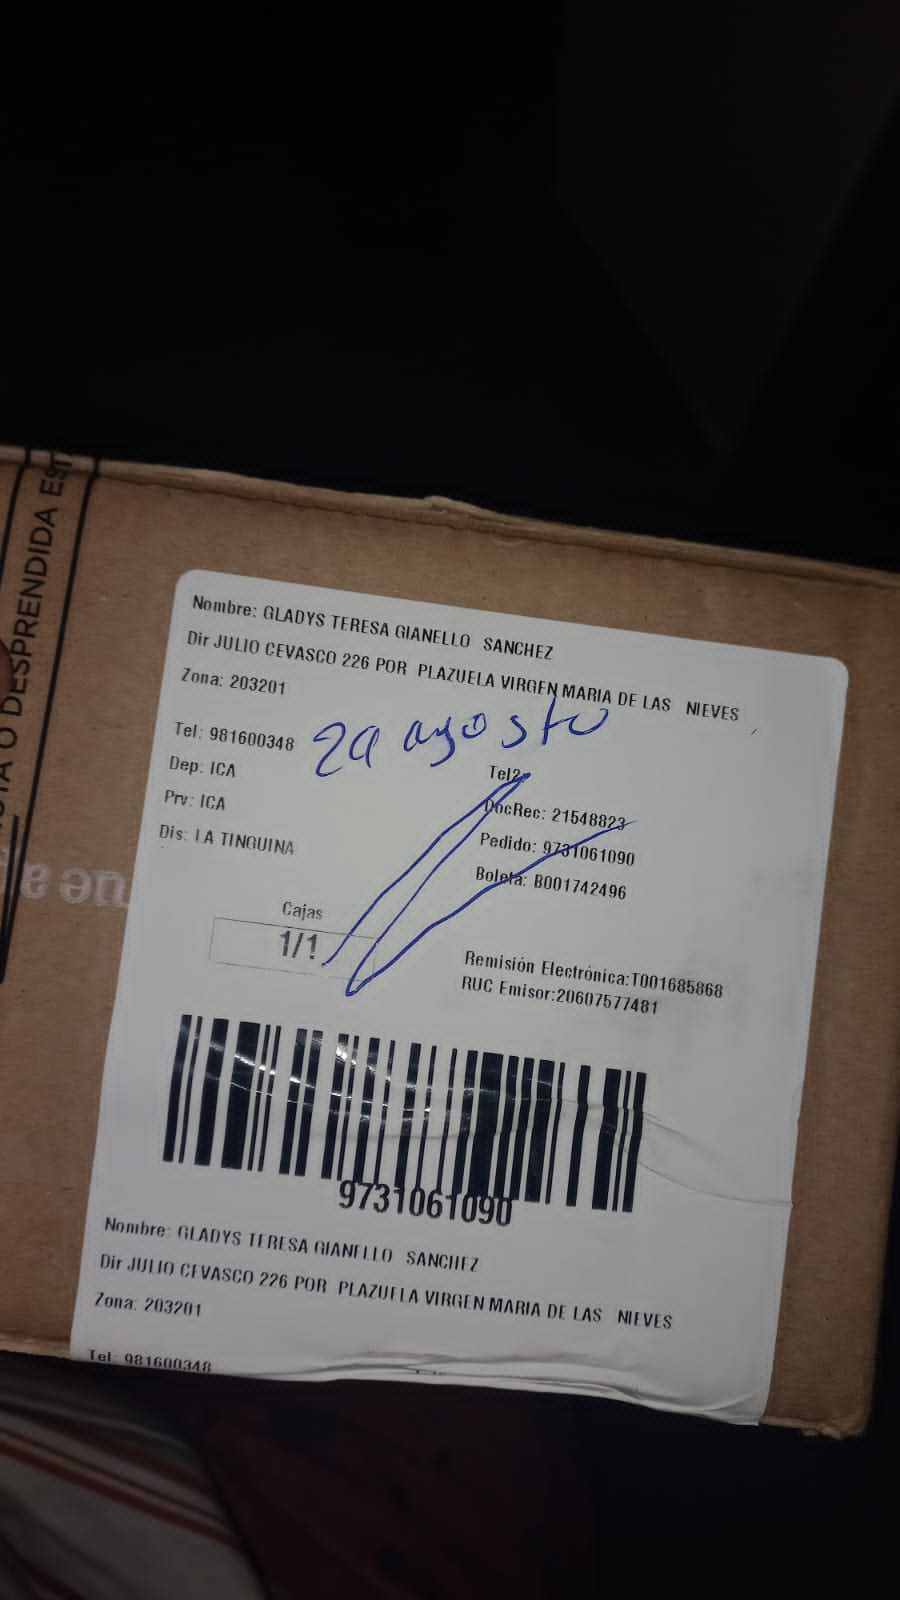 Nombre: GLADYS TERESA GIANELLO SANCHEZ
Dir JULIO CEVASCO 226 POR PLAZUELA VIRGEN MARIA DE LAS NIEVES
Zona: 203201
Tel: 981600348
agosto
Tel2:
Dep: ICA
DocRec: 21548823
Prv: ICA
Pedido: 9731061090
Dis: LA TINGUINA
Boleta: B001742496
Cajas
1/1
Remisión Electrónica:T001685868
RUC Emisor:20607577481
9731061090
Nombre: GLADYS TERESA GIANELLO SANCHEZ
Dir JULIO CEVASCO 226 POR PLAZUELA VIRGEN MARIA DE LAS NIEVES
Zona: 203201
Tel: 981600348
O DESPRENDIDA